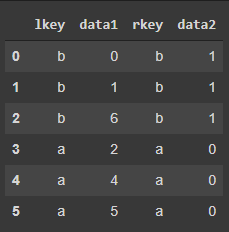 lkey data1 rkey data2
0 b 0 b 1
1 b 1 b 1
2 b 6 b 1
3 a 2 a 0
4 a 4 a 0
5 a 5 a 0